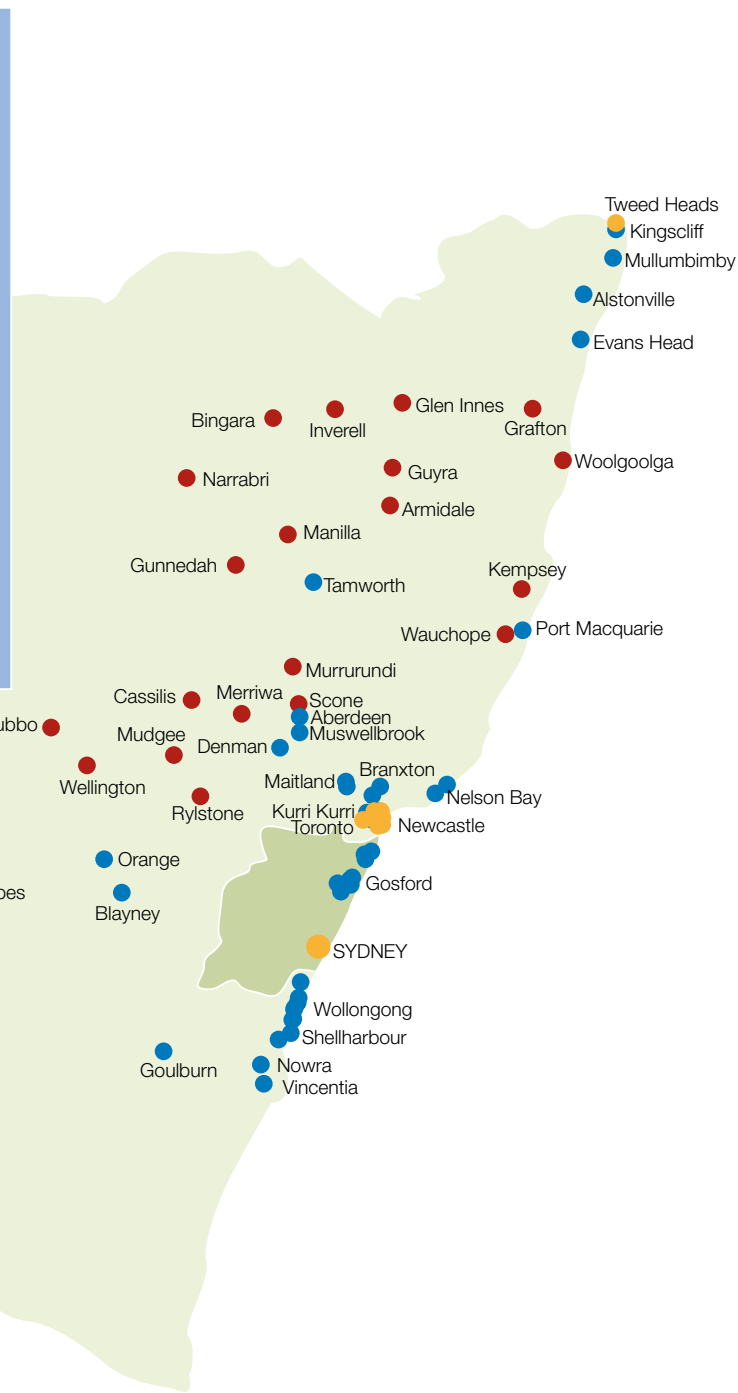 Tweed Heads
Kingscliff
Mullumbimby
Alstonville
Evans Head
Glen Innes
Bingara
Inverell
Grafton
Woolgoolga
Guyra
Narrabri
Armidale
Manilla
Gunnedah
Kempsey
Tamworth
Port Macquarie
Wauchope
Murrurundi
Cassilis
Merriwa
Scone
Aberdeen
ubbo
Mudgee
Muswellbrook
Denman
Branxton
Maitland
Wellington
Nelson Bay
Rylstone
Kurri Kurri
Toronto
Newcastle
Orange
Gosford
bes
Blayney
SYDNEY
Wollongong
Shellharbour
Goulburn
Nowra
Vincentia